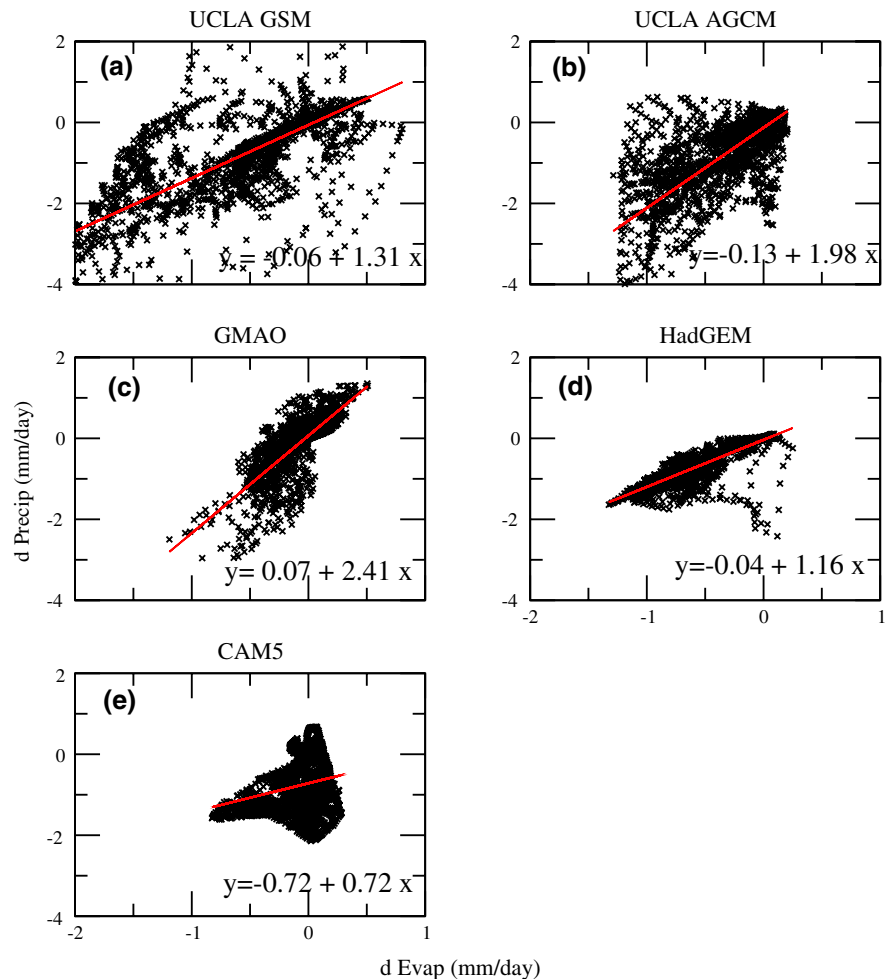 UCLA GSM
UCLA AGCM
(a)
(b)
2
0
-2
-4
y = -0.06 + 1.31 x
2
0
-2
-4
y=-0.13 + 1.98 x
GMAO
HadGEM
(c)
(d)
2
0
-2
-4
y= 0.07 + 2.41 x
2
0
-2
-4
y=-0.04 + 1.16 x
-2
-1
0
1
d Precip (mm/day)
CAM5
(e)
2
0
-2
-4
y=-0.72 + 0.72 x
-2
-1
0
1
d Evap (mm/day)